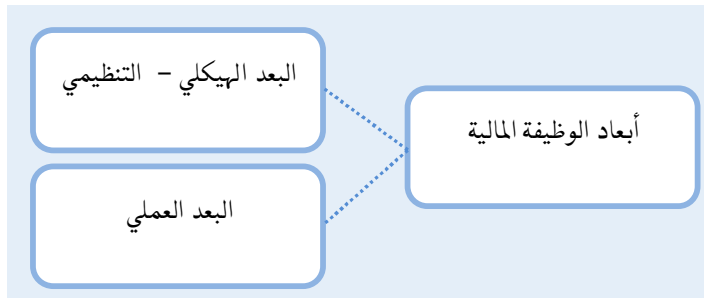 أبعاد الوظيفة المالية
البعد الهيكلي – التنظيمي
البعد العملي